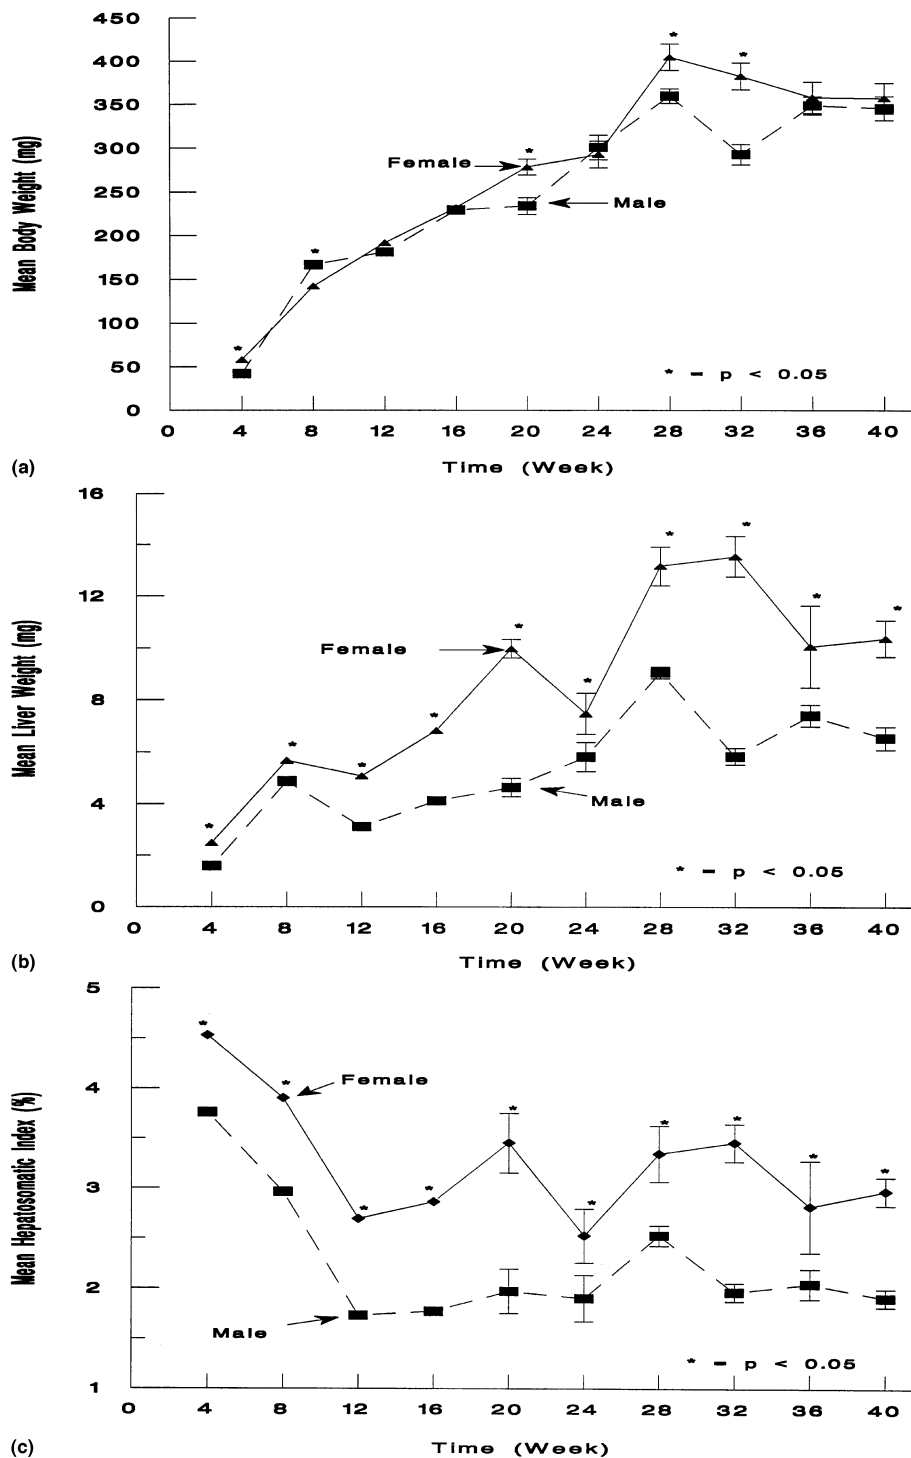 450
400
350
300
250
200
150
100
50
0
Mean Body Weight (mg)
Female
Male
* = p < 0.05
0 4 8 12 16 20 24 28 32 36 40
Time (Week)
(a)
16
12
8
4
0
Mean Liver Weight (mg)
Female
Male
* = p < 0.05
0 4 8 12 16 20 24 28 32 36 40
Time (Week)
(b)
5
4
3
2
1
Mean Hepatosomatic Index (%)
Female
Male
* = p < 0.05
0 4 8 12 16 20 24 28 32 36 40
Time (Week)
(c)